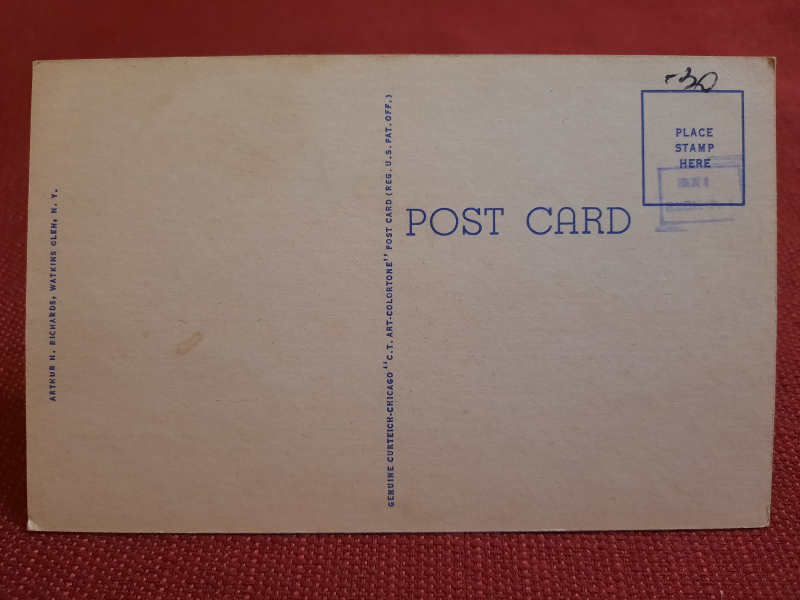 ARTHUR H. RICHARDS, WATKINS GLEN, N. Y.
GENUINE CURTEICH-CHICAGO "C.T. ART-COLORTONE" POST CARD (REG. U.S. PAT. OFF.)
-30
PLACE
STAMP
HERE
POST CARD